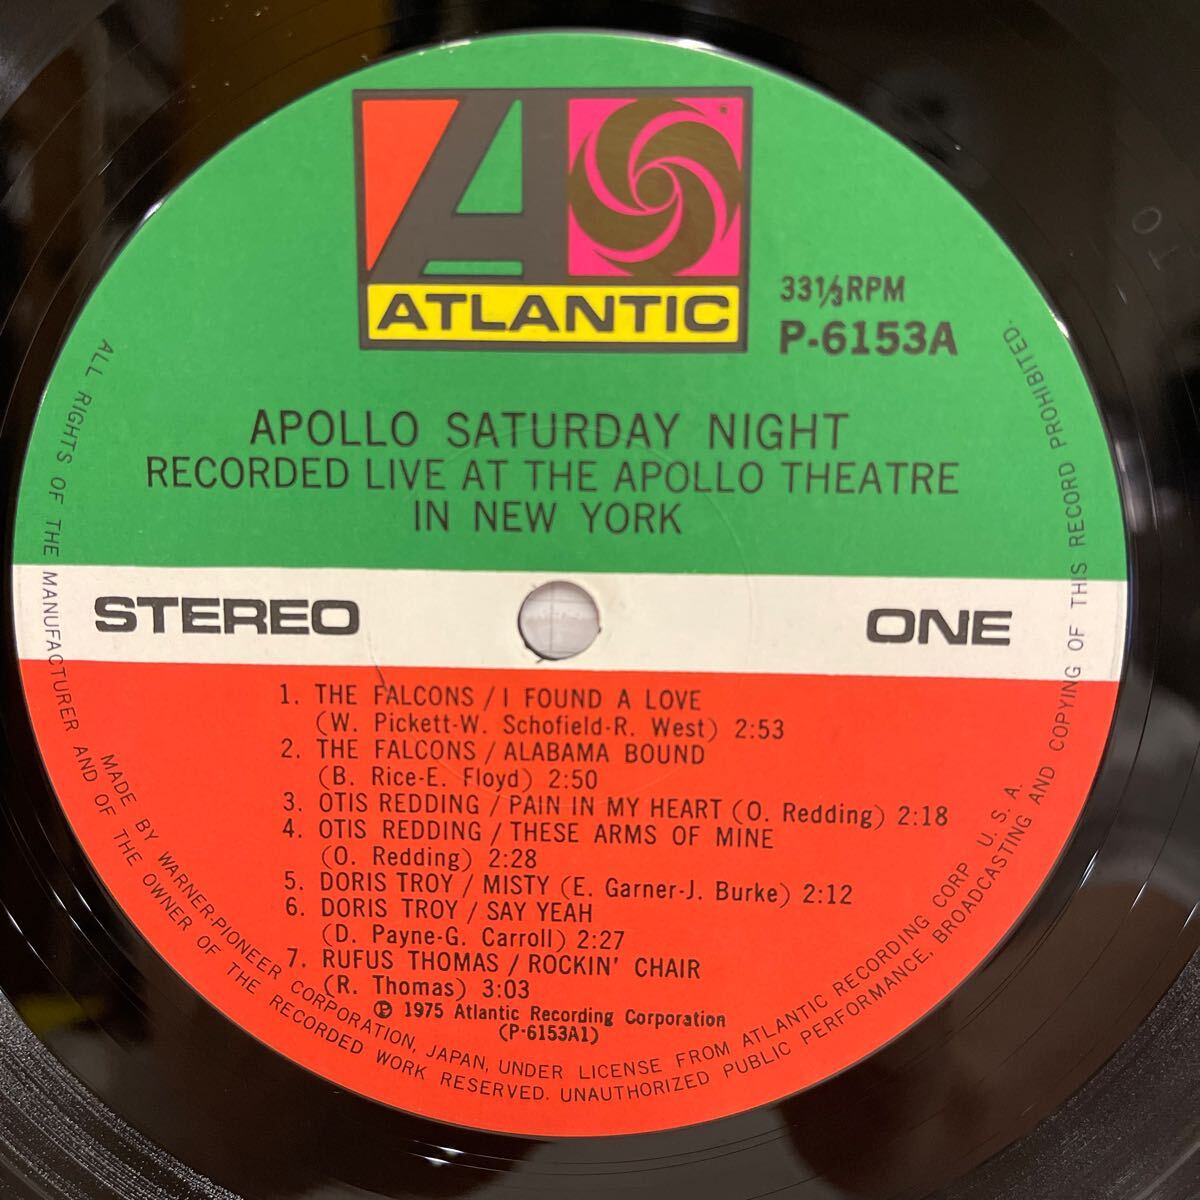 ATLANTIC
®
33⅓RPM
P-6153A
APOLLO SATURDAY NIGHT
RECORDED LIVE AT THE APOLLO THEATRE
IN NEW YORK
STEREO
ONE
1. THE FALCONS / I FOUND A LOVE
(W. Pickett-W. Schofield-R. West) 2:53
2. THE FALCONS / ALABAMA BOUND
(B. Rice-E. Floyd) 2:50
3. OTIS REDDING / PAIN IN MY HEART (O. Redding) 2:18
4. OTIS REDDING / THESE ARMS OF MINE
(O. Redding) 2:28
5. DORIS TROY / MISTY (E. Garner-J. Burke) 2:12
6. DORIS TROY / SAY YEAH
(D. Payne-G. Carroll) 2:27
7. RUFUS THOMAS / ROCKIN' CHAIR
(R. Thomas) 3:03
℗ 1975 Atlantic Recording Corporation
(P-6153A1)
MADE BY WARNER-PIONEER CORPORATION, JAPAN, UNDER LICENSE FROM ATLANTIC RECORDING CORP. U. S. A.
ALL RIGHTS OF THE MANUFACTURER AND OF THE OWNER OF THE RECORDED WORK RESERVED. UNAUTHORIZED PUBLIC PERFORMANCE, BROADCASTING AND COPYING OF THIS RECORD PROHIBITED.